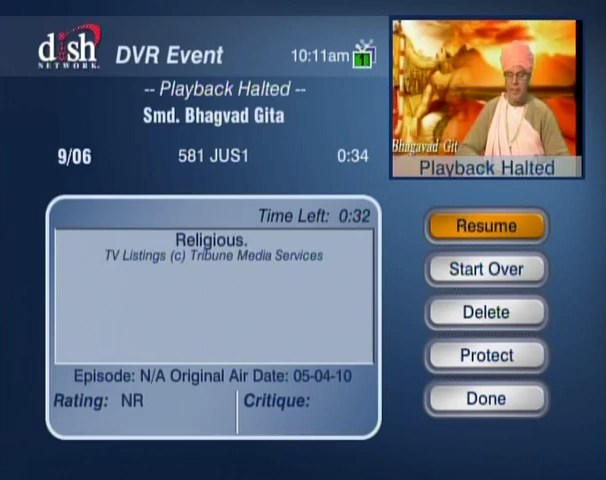 dish
NETWORK.
DVR Event
10:11am
1
-- Playback Halted --
Smd. Bhagvad Gita
9/06 581 JUS1 0:34
Bhagavad Git
Playback Halted
Time Left: 0:32
Religious.
TV Listings (c) Tribune Media Services
Episode: N/A Original Air Date: 05-04-10
Rating: NR Critique:
Resume
Start Over
Delete
Protect
Done